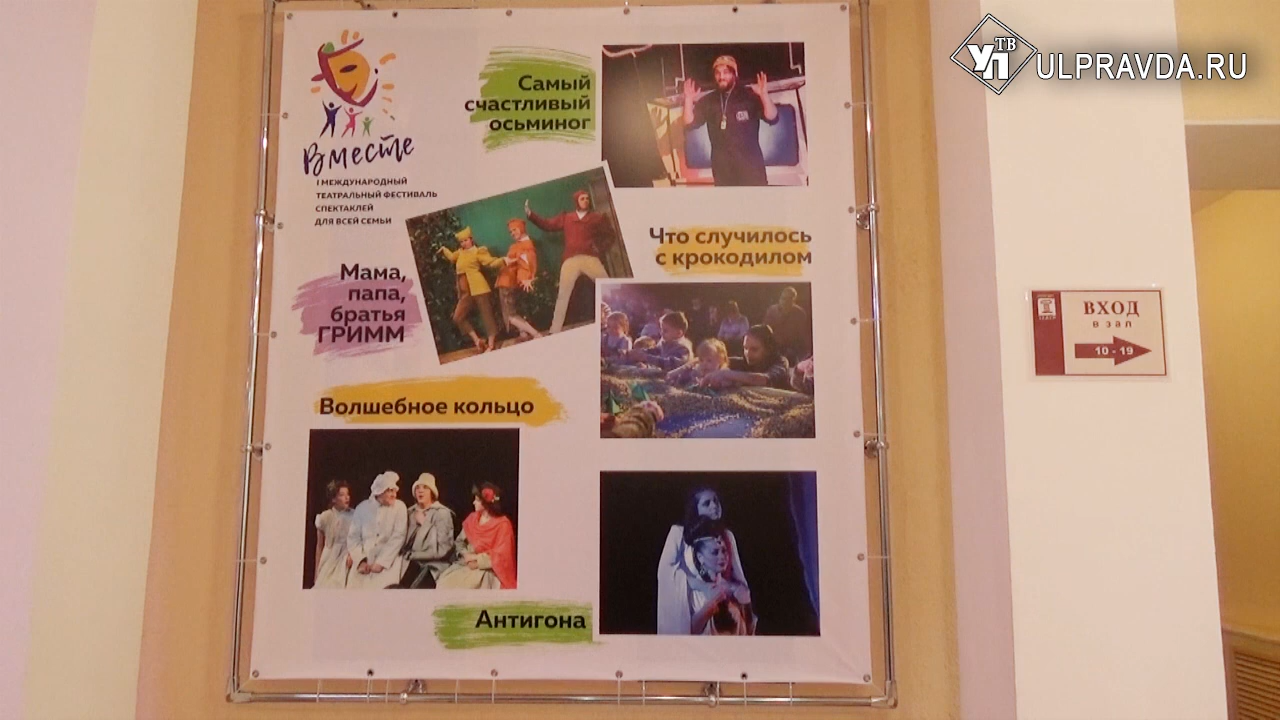 УП ТВ
ULPRAVDA.RU
Вместе
I МЕЖДУНАРОДНЫЙ
ТЕАТРАЛЬНЫЙ ФЕСТИВАЛЬ
СПЕКТАКЛЕЙ
ДЛЯ ВСЕЙ СЕМЬИ
Самый
счастливый
осьминог
Что случилось
с крокодилом
Мама,
папа,
братья
ГРИММ
Волшебное кольцо
Антигона
ВХОД
в зал
10 - 19